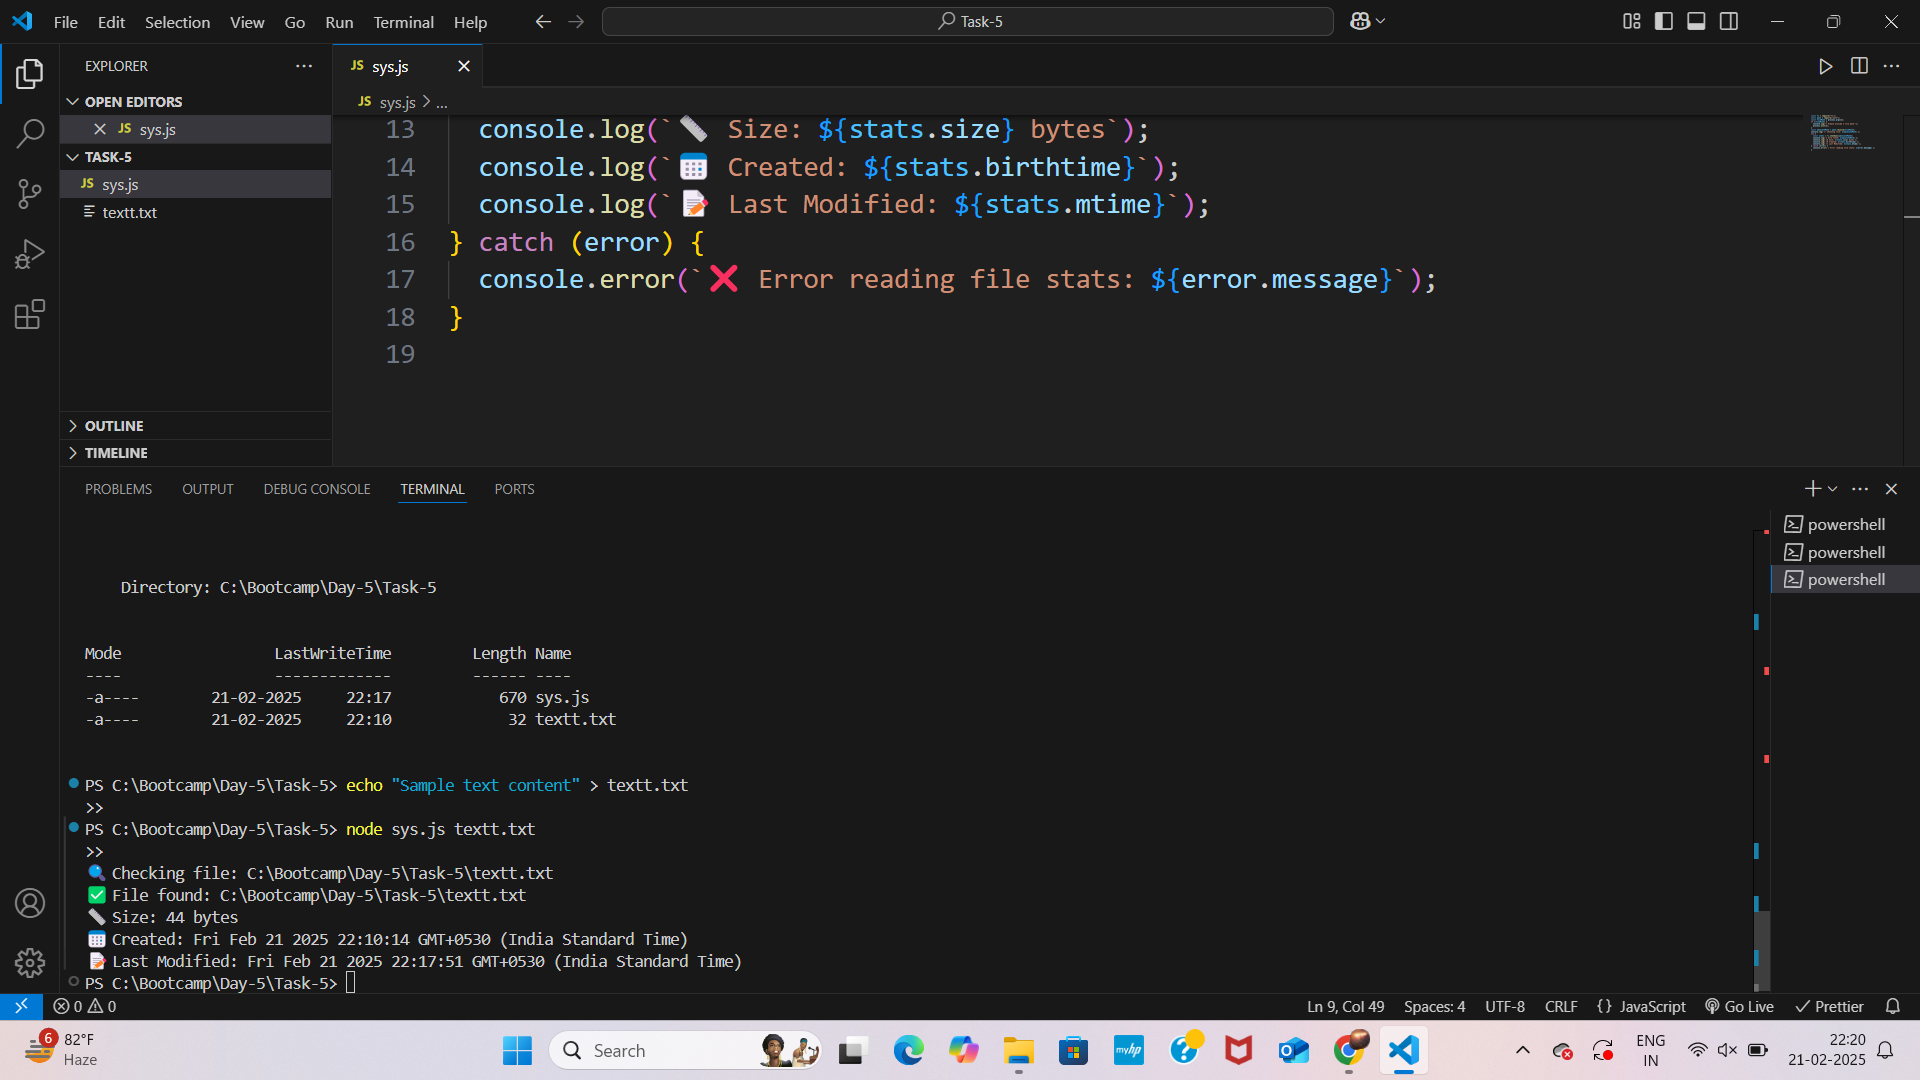 File Edit Selection View Go Run Terminal Help
Task-5
EXPLORER
OPEN EDITORS
JS sys.js
TASK-5
JS sys.js
textt.txt
OUTLINE
TIMELINE
JS sys.js
JS sys.js > ...
13 console.log(`📏 Size: ${stats.size} bytes`);
14 console.log(`📅 Created: ${stats.birthtime}`);
15 console.log(`📝 Last Modified: ${stats.mtime}`);
16 } catch (error) {
17 console.error(`❌ Error reading file stats: ${error.message}`);
18 }
19
PROBLEMS OUTPUT DEBUG CONSOLE TERMINAL PORTS
powershell
powershell
powershell
Directory: C:\Bootcamp\Day-5\Task-5
Mode LastWriteTime Length Name
---- ------------- ------ ----
-a---- 21-02-2025 22:17 670 sys.js
-a---- 21-02-2025 22:10 32 textt.txt
PS C:\Bootcamp\Day-5\Task-5> echo "Sample text content" > textt.txt
>>
PS C:\Bootcamp\Day-5\Task-5> node sys.js textt.txt
>>
🔍 Checking file: C:\Bootcamp\Day-5\Task-5\textt.txt
✅ File found: C:\Bootcamp\Day-5\Task-5\textt.txt
📏 Size: 44 bytes
📅 Created: Fri Feb 21 2025 22:10:14 GMT+0530 (India Standard Time)
📝 Last Modified: Fri Feb 21 2025 22:17:51 GMT+0530 (India Standard Time)
PS C:\Bootcamp\Day-5\Task-5>
0 0 Ln 9, Col 49 Spaces: 4 UTF-8 CRLF {} JavaScript Go Live Prettier
6 82°F
Haze
Search
myhp
ENG
IN
22:20
21-02-2025